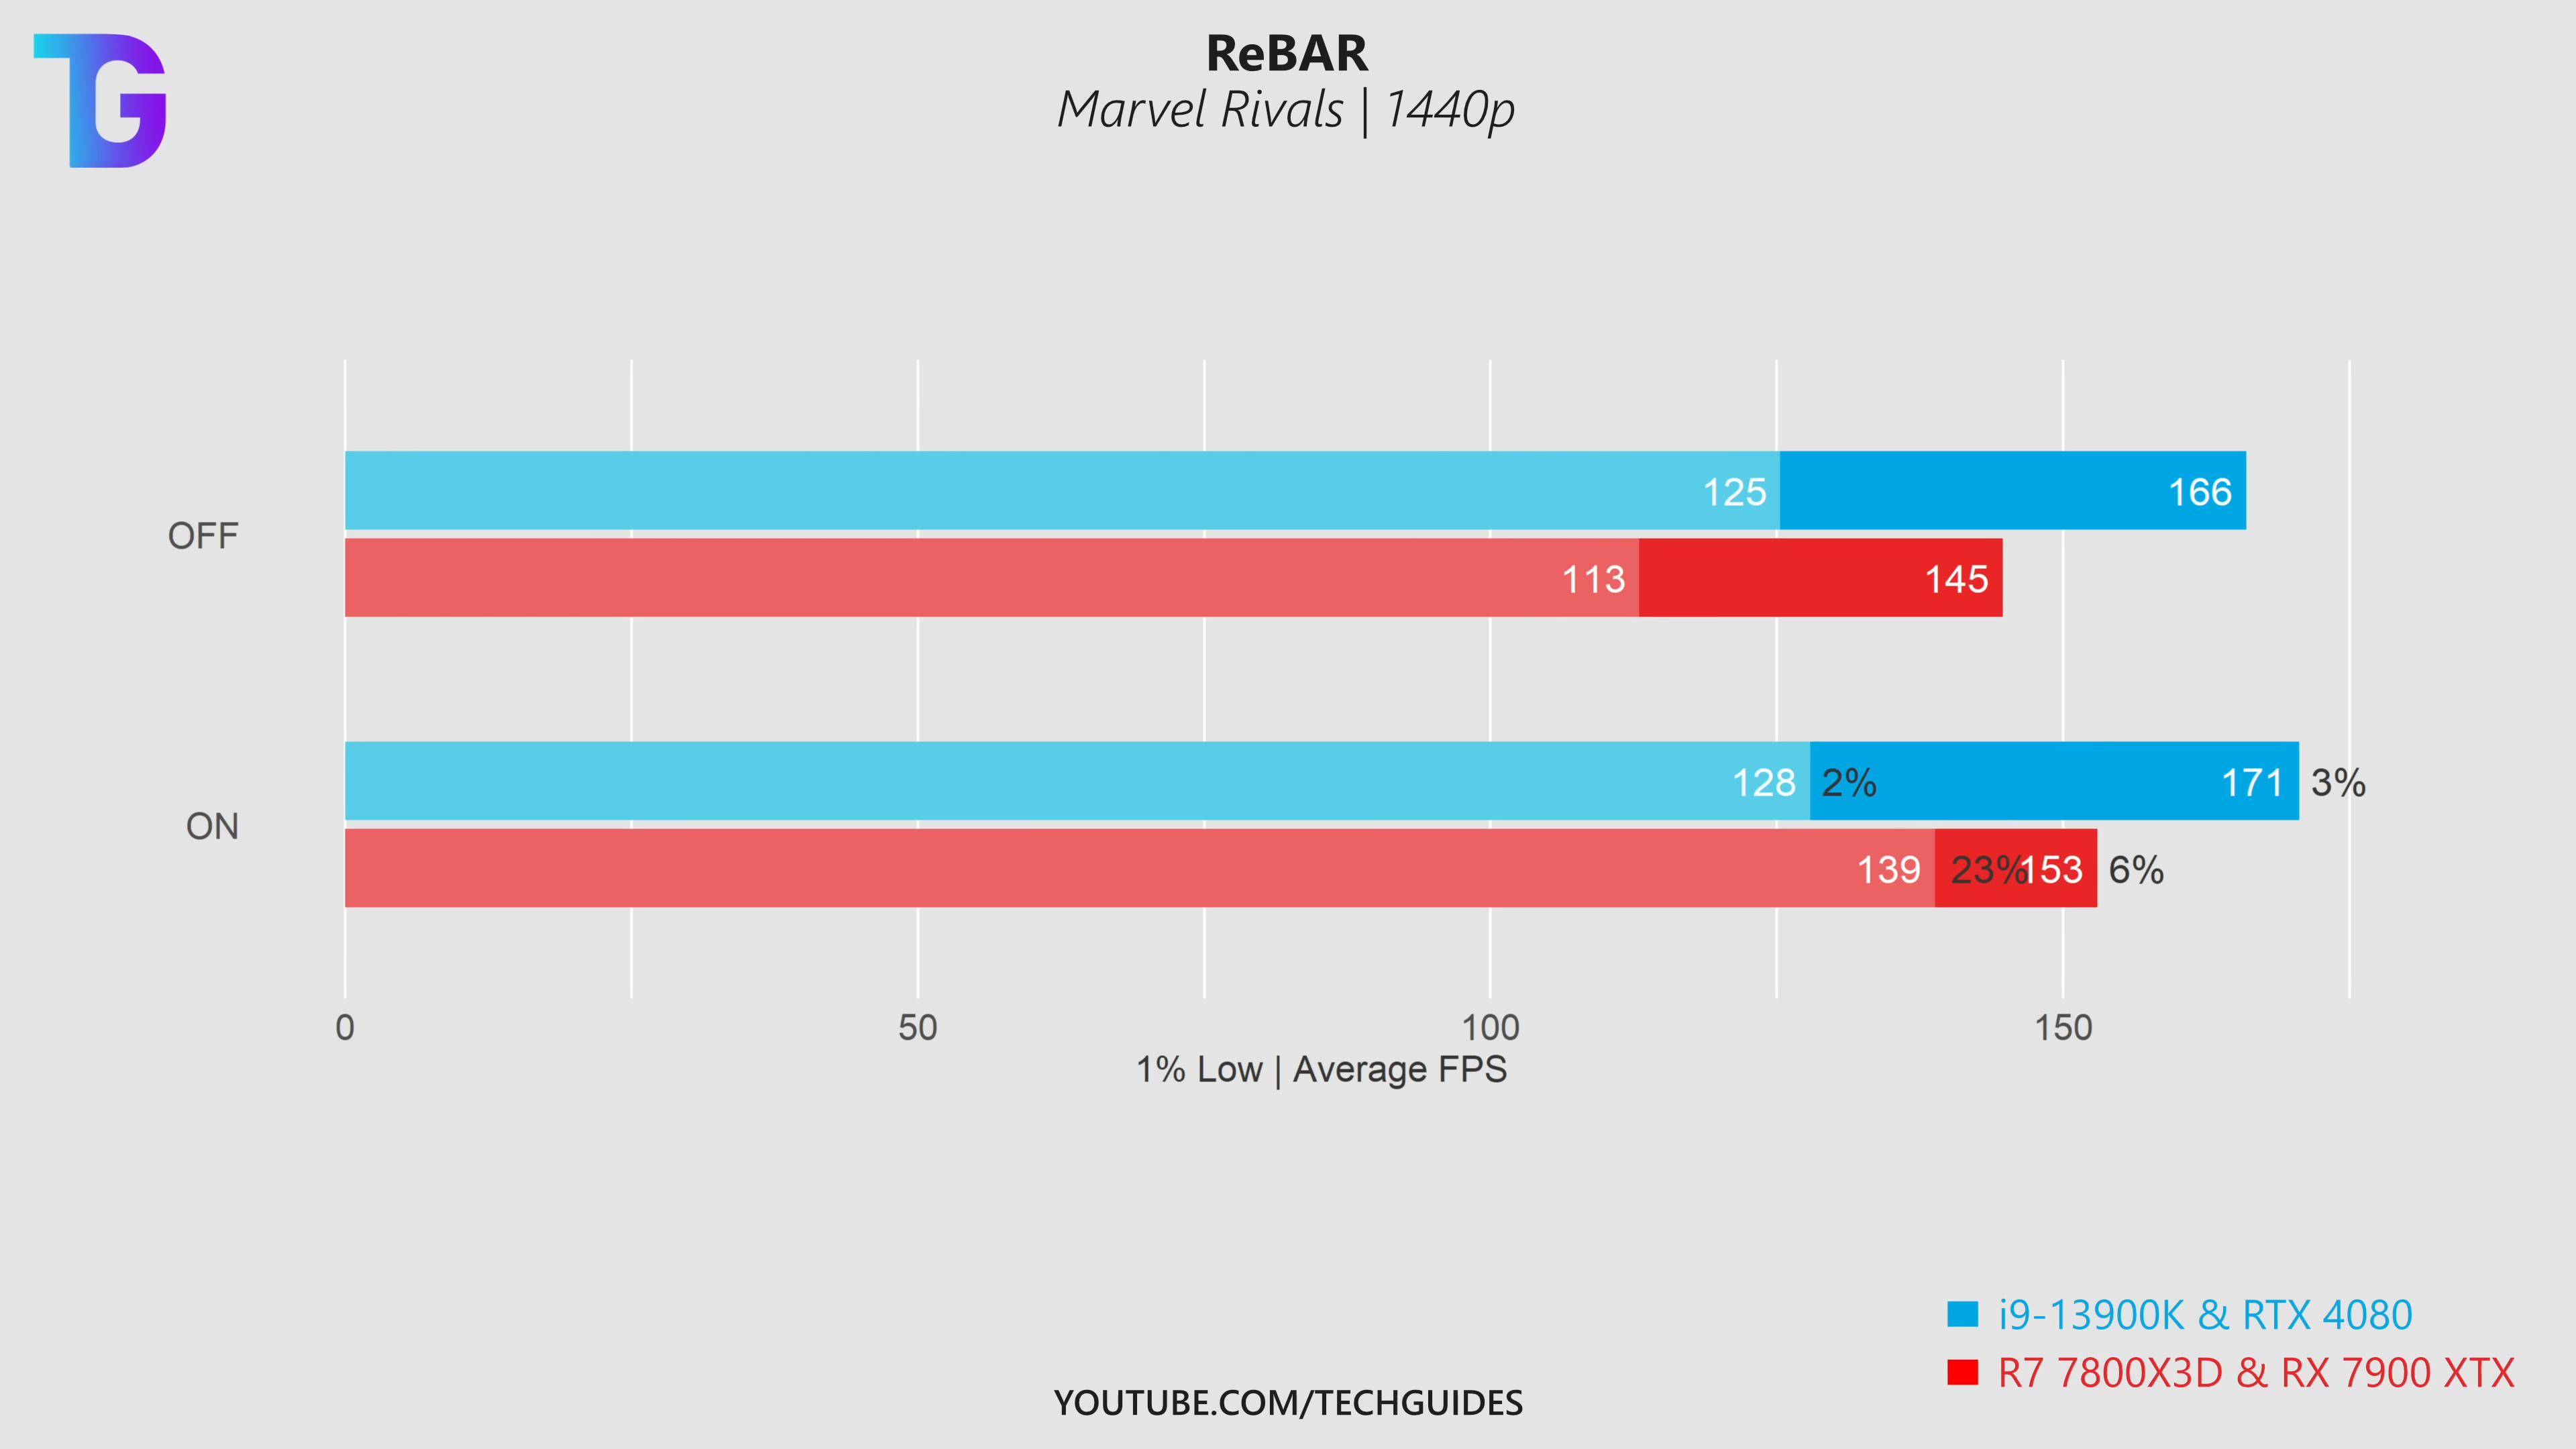 TG
ReBAR
Marvel Rivals | 1440p
125
166
OFF
113
145
128 2% 171 3%
ON
139 23% 153 6%
0 50 100 150
1% Low | Average FPS
i9-13900K & RTX 4080
R7 7800X3D & RX 7900 XTX
YOUTUBE.COM/TECHGUIDES